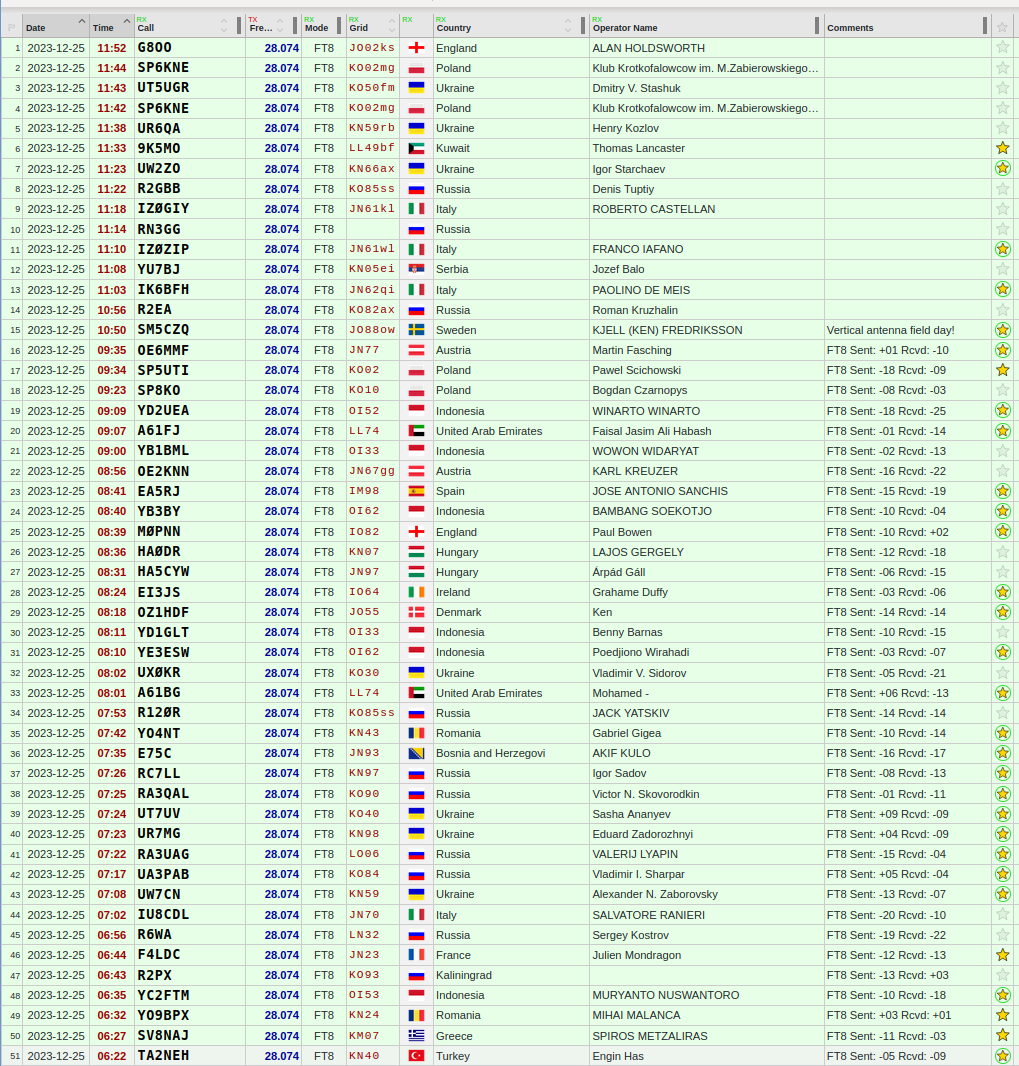 RX TX RX RX RX RX RX
Date Time Call Fre... Mode Grid Country Operator Name Comments
1 2023-12-25 11:52 G8OO 28.074 FT8 JO02ks England ALAN HOLDSWORTH
2 2023-12-25 11:44 SP6KNE 28.074 FT8 KO02mg Poland Klub Krotkofalowcow im. M.Zabierowskiego…
3 2023-12-25 11:43 UT5UGR 28.074 FT8 KO50fm Ukraine Dmitry V. Stashuk
4 2023-12-25 11:42 SP6KNE 28.074 FT8 KO02mg Poland Klub Krotkofalowcow im. M.Zabierowskiego…
5 2023-12-25 11:38 UR6QA 28.074 FT8 KN59rb Ukraine Henry Kozlov
6 2023-12-25 11:33 9K5MO 28.074 FT8 LL49bf Kuwait Thomas Lancaster
7 2023-12-25 11:23 UW2ZO 28.074 FT8 KN66ax Ukraine Igor Starchaev
8 2023-12-25 11:22 R2GBB 28.074 FT8 KO85ss Russia Denis Tuptiy
9 2023-12-25 11:18 IZØGIY 28.074 FT8 JN61kl Italy ROBERTO CASTELLAN
10 2023-12-25 11:14 RN3GG 28.074 FT8 Russia
11 2023-12-25 11:10 IZØZIP 28.074 FT8 JN61wl Italy FRANCO IAFANO
12 2023-12-25 11:08 YU7BJ 28.074 FT8 KN05ei Serbia Jozef Balo
13 2023-12-25 11:03 IK6BFH 28.074 FT8 JN62qi Italy PAOLINO DE MEIS
14 2023-12-25 10:56 R2EA 28.074 FT8 KO82ax Russia Roman Kruzhalin
15 2023-12-25 10:50 SM5CZQ 28.074 FT8 JO88ow Sweden KJELL (KEN) FREDRIKSSON Vertical antenna field day!
16 2023-12-25 09:35 OE6MMF 28.074 FT8 JN77 Austria Martin Fasching FT8 Sent: +01 Rcvd: -10
17 2023-12-25 09:34 SP5UTI 28.074 FT8 KO02 Poland Pawel Scichowski FT8 Sent: -18 Rcvd: -09
18 2023-12-25 09:23 SP8KO 28.074 FT8 KO10 Poland Bogdan Czarnopys FT8 Sent: -08 Rcvd: -03
19 2023-12-25 09:09 YD2UEA 28.074 FT8 OI52 Indonesia WINARTO WINARTO FT8 Sent: -18 Rcvd: -25
20 2023-12-25 09:07 A61FJ 28.074 FT8 LL74 United Arab Emirates Faisal Jasim Ali Habash FT8 Sent: -01 Rcvd: -14
21 2023-12-25 09:00 YB1BML 28.074 FT8 OI33 Indonesia WOWON WIDARYAT FT8 Sent: -02 Rcvd: -13
22 2023-12-25 08:56 OE2KNN 28.074 FT8 JN67gg Austria KARL KREUZER FT8 Sent: -16 Rcvd: -22
23 2023-12-25 08:41 EA5RJ 28.074 FT8 IM98 Spain JOSE ANTONIO SANCHIS FT8 Sent: -15 Rcvd: -19
24 2023-12-25 08:40 YB3BY 28.074 FT8 OI62 Indonesia BAMBANG SOEKOTJO FT8 Sent: -10 Rcvd: -04
25 2023-12-25 08:39 MØPNN 28.074 FT8 IO82 England Paul Bowen FT8 Sent: -10 Rcvd: +02
26 2023-12-25 08:36 HAØDR 28.074 FT8 KN07 Hungary LAJOS GERGELY FT8 Sent: -12 Rcvd: -18
27 2023-12-25 08:31 HA5CYW 28.074 FT8 JN97 Hungary Árpád Gáll FT8 Sent: -06 Rcvd: -15
28 2023-12-25 08:24 EI3JS 28.074 FT8 IO64 Ireland Grahame Duffy FT8 Sent: -03 Rcvd: -06
29 2023-12-25 08:18 OZ1HDF 28.074 FT8 JO55 Denmark Ken FT8 Sent: -14 Rcvd: -14
30 2023-12-25 08:11 YD1GLT 28.074 FT8 OI33 Indonesia Benny Barnas FT8 Sent: -10 Rcvd: -15
31 2023-12-25 08:10 YE3ESW 28.074 FT8 OI62 Indonesia Poedjiono Wirahadi FT8 Sent: -03 Rcvd: -07
32 2023-12-25 08:02 UXØKR 28.074 FT8 KO30 Ukraine Vladimir V. Sidorov FT8 Sent: -05 Rcvd: -21
33 2023-12-25 08:01 A61BG 28.074 FT8 LL74 United Arab Emirates Mohamed - FT8 Sent: +06 Rcvd: -13
34 2023-12-25 07:53 R12ØR 28.074 FT8 KO85ss Russia JACK YATSKIV FT8 Sent: -14 Rcvd: -14
35 2023-12-25 07:42 YO4NT 28.074 FT8 KN43 Romania Gabriel Gigea FT8 Sent: -10 Rcvd: -14
36 2023-12-25 07:35 E75C 28.074 FT8 JN93 Bosnia and Herzegovi AKIF KULO FT8 Sent: -16 Rcvd: -17
37 2023-12-25 07:26 RC7LL 28.074 FT8 KN97 Russia Igor Sadov FT8 Sent: -08 Rcvd: -13
38 2023-12-25 07:25 RA3QAL 28.074 FT8 KO90 Russia Victor N. Skovorodkin FT8 Sent: -01 Rcvd: -11
39 2023-12-25 07:24 UT7UV 28.074 FT8 KO40 Ukraine Sasha Ananyev FT8 Sent: +09 Rcvd: -09
40 2023-12-25 07:23 UR7MG 28.074 FT8 KN98 Ukraine Eduard Zadorozhnyi FT8 Sent: +04 Rcvd: -09
41 2023-12-25 07:22 RA3UAG 28.074 FT8 LO06 Russia VALERIJ LYAPIN FT8 Sent: -15 Rcvd: -04
42 2023-12-25 07:17 UA3PAB 28.074 FT8 KO84 Russia Vladimir I. Sharpar FT8 Sent: +05 Rcvd: -04
43 2023-12-25 07:08 UW7CN 28.074 FT8 KN59 Ukraine Alexander N. Zaborovsky FT8 Sent: -13 Rcvd: -07
44 2023-12-25 07:02 IU8CDL 28.074 FT8 JN70 Italy SALVATORE RANIERI FT8 Sent: -20 Rcvd: -10
45 2023-12-25 06:56 R6WA 28.074 FT8 LN32 Russia Sergey Kostrov FT8 Sent: -19 Rcvd: -22
46 2023-12-25 06:44 F4LDC 28.074 FT8 JN23 France Julien Mondragon FT8 Sent: -12 Rcvd: -13
47 2023-12-25 06:43 R2PX 28.074 FT8 KO93 Kaliningrad FT8 Sent: -13 Rcvd: +03
48 2023-12-25 06:35 YC2FTM 28.074 FT8 OI53 Indonesia MURYANTO NUSWANTORO FT8 Sent: -10 Rcvd: -18
49 2023-12-25 06:32 YO9BPX 28.074 FT8 KN24 Romania MIHAI MALANCA FT8 Sent: +03 Rcvd: +01
50 2023-12-25 06:27 SV8NAJ 28.074 FT8 KM07 Greece SPIROS METZALIRAS FT8 Sent: -11 Rcvd: -03
51 2023-12-25 06:22 TA2NEH 28.074 FT8 KN40 Turkey Engin Has FT8 Sent: -05 Rcvd: -09